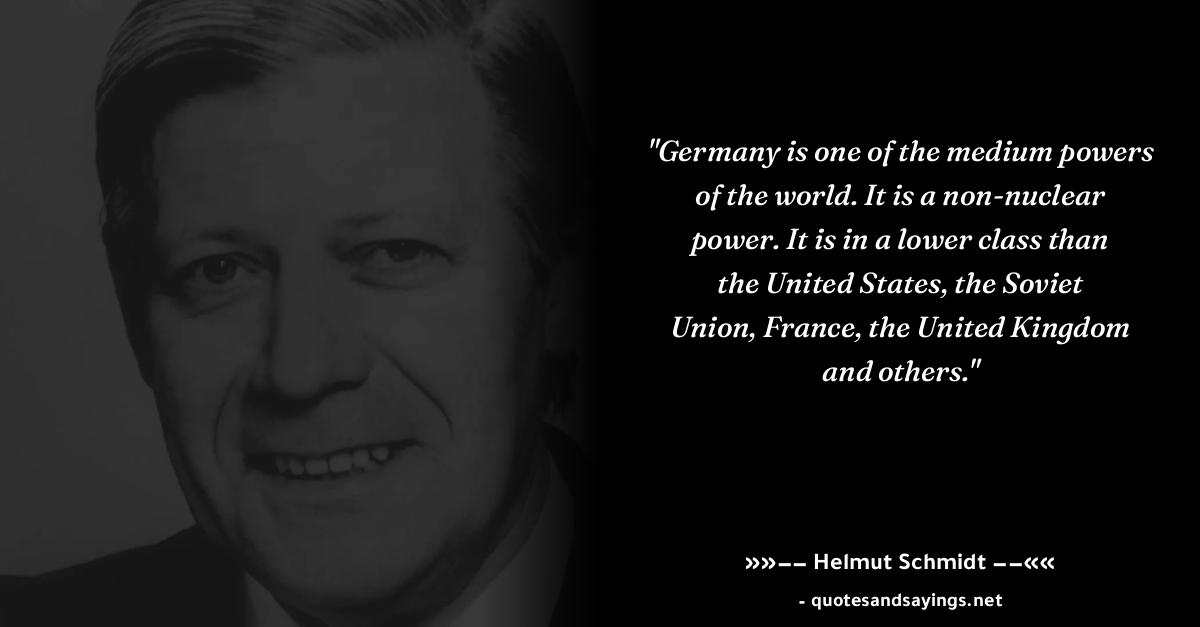 "Germany is one of the medium powers
of the world. It is a non-nuclear
power. It is in a lower class than
the United States, the Soviet
Union, France, the United Kingdom
and others."
»»-- Helmut Schmidt --««
- quotesandsayings.net